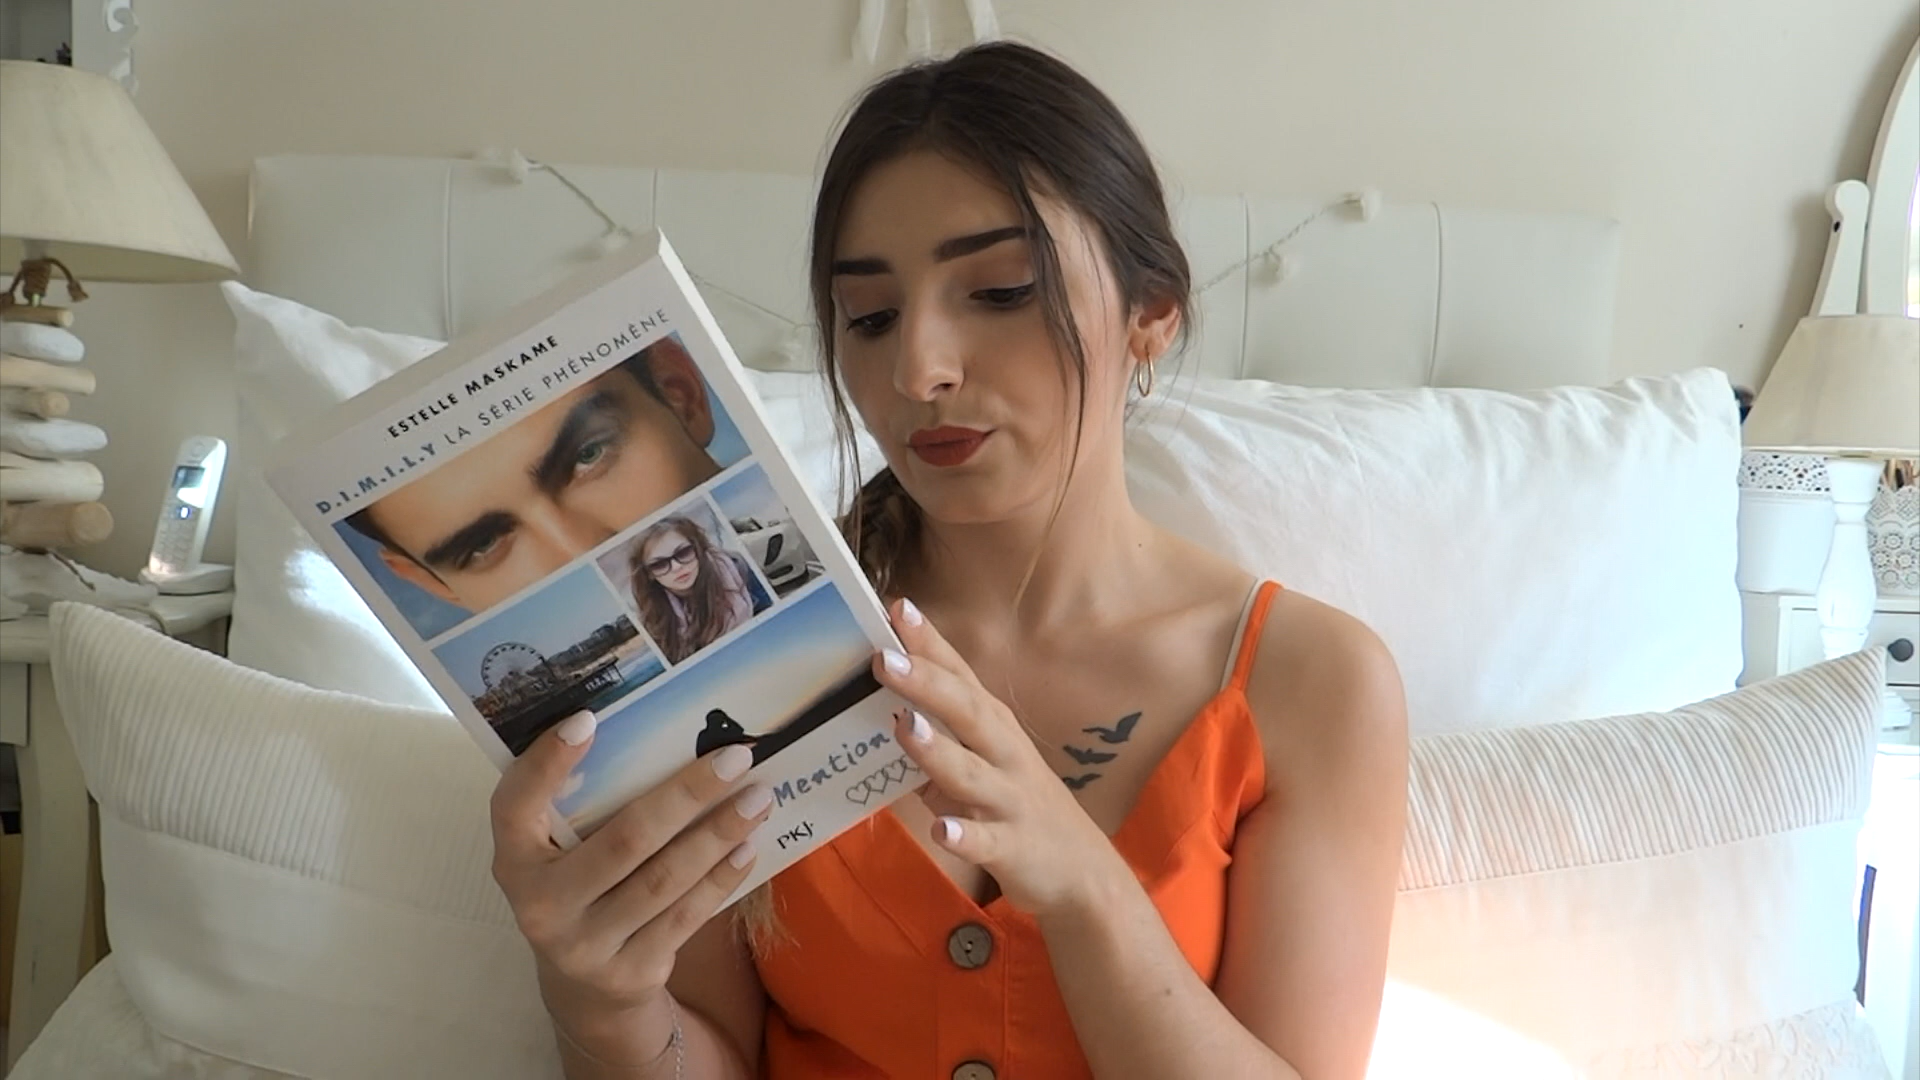 ESTELLE MASKAME
D.I.M.I.L.Y LA SÉRIE PHÉNOMÈNE
Mention
PKJ.